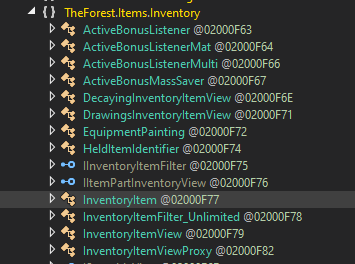 {} TheForest.Items.Inventory
ActiveBonusListener @02000F63
ActiveBonusListenerMat @02000F64
ActiveBonusListenerMulti @02000F66
ActiveBonusMassSaver @02000F67
DecayingInventoryItemView @02000F6E
DrawingsInventoryItemView @02000F71
EquipmentPainting @02000F72
HeldItemIdentifier @02000F74
IInventoryItemFilter @02000F75
IItemPartInventoryView @02000F76
InventoryItem @02000F77
InventoryItemFilter_Unlimited @02000F78
InventoryItemView @02000F79
InventoryItemViewProxy @02000F82